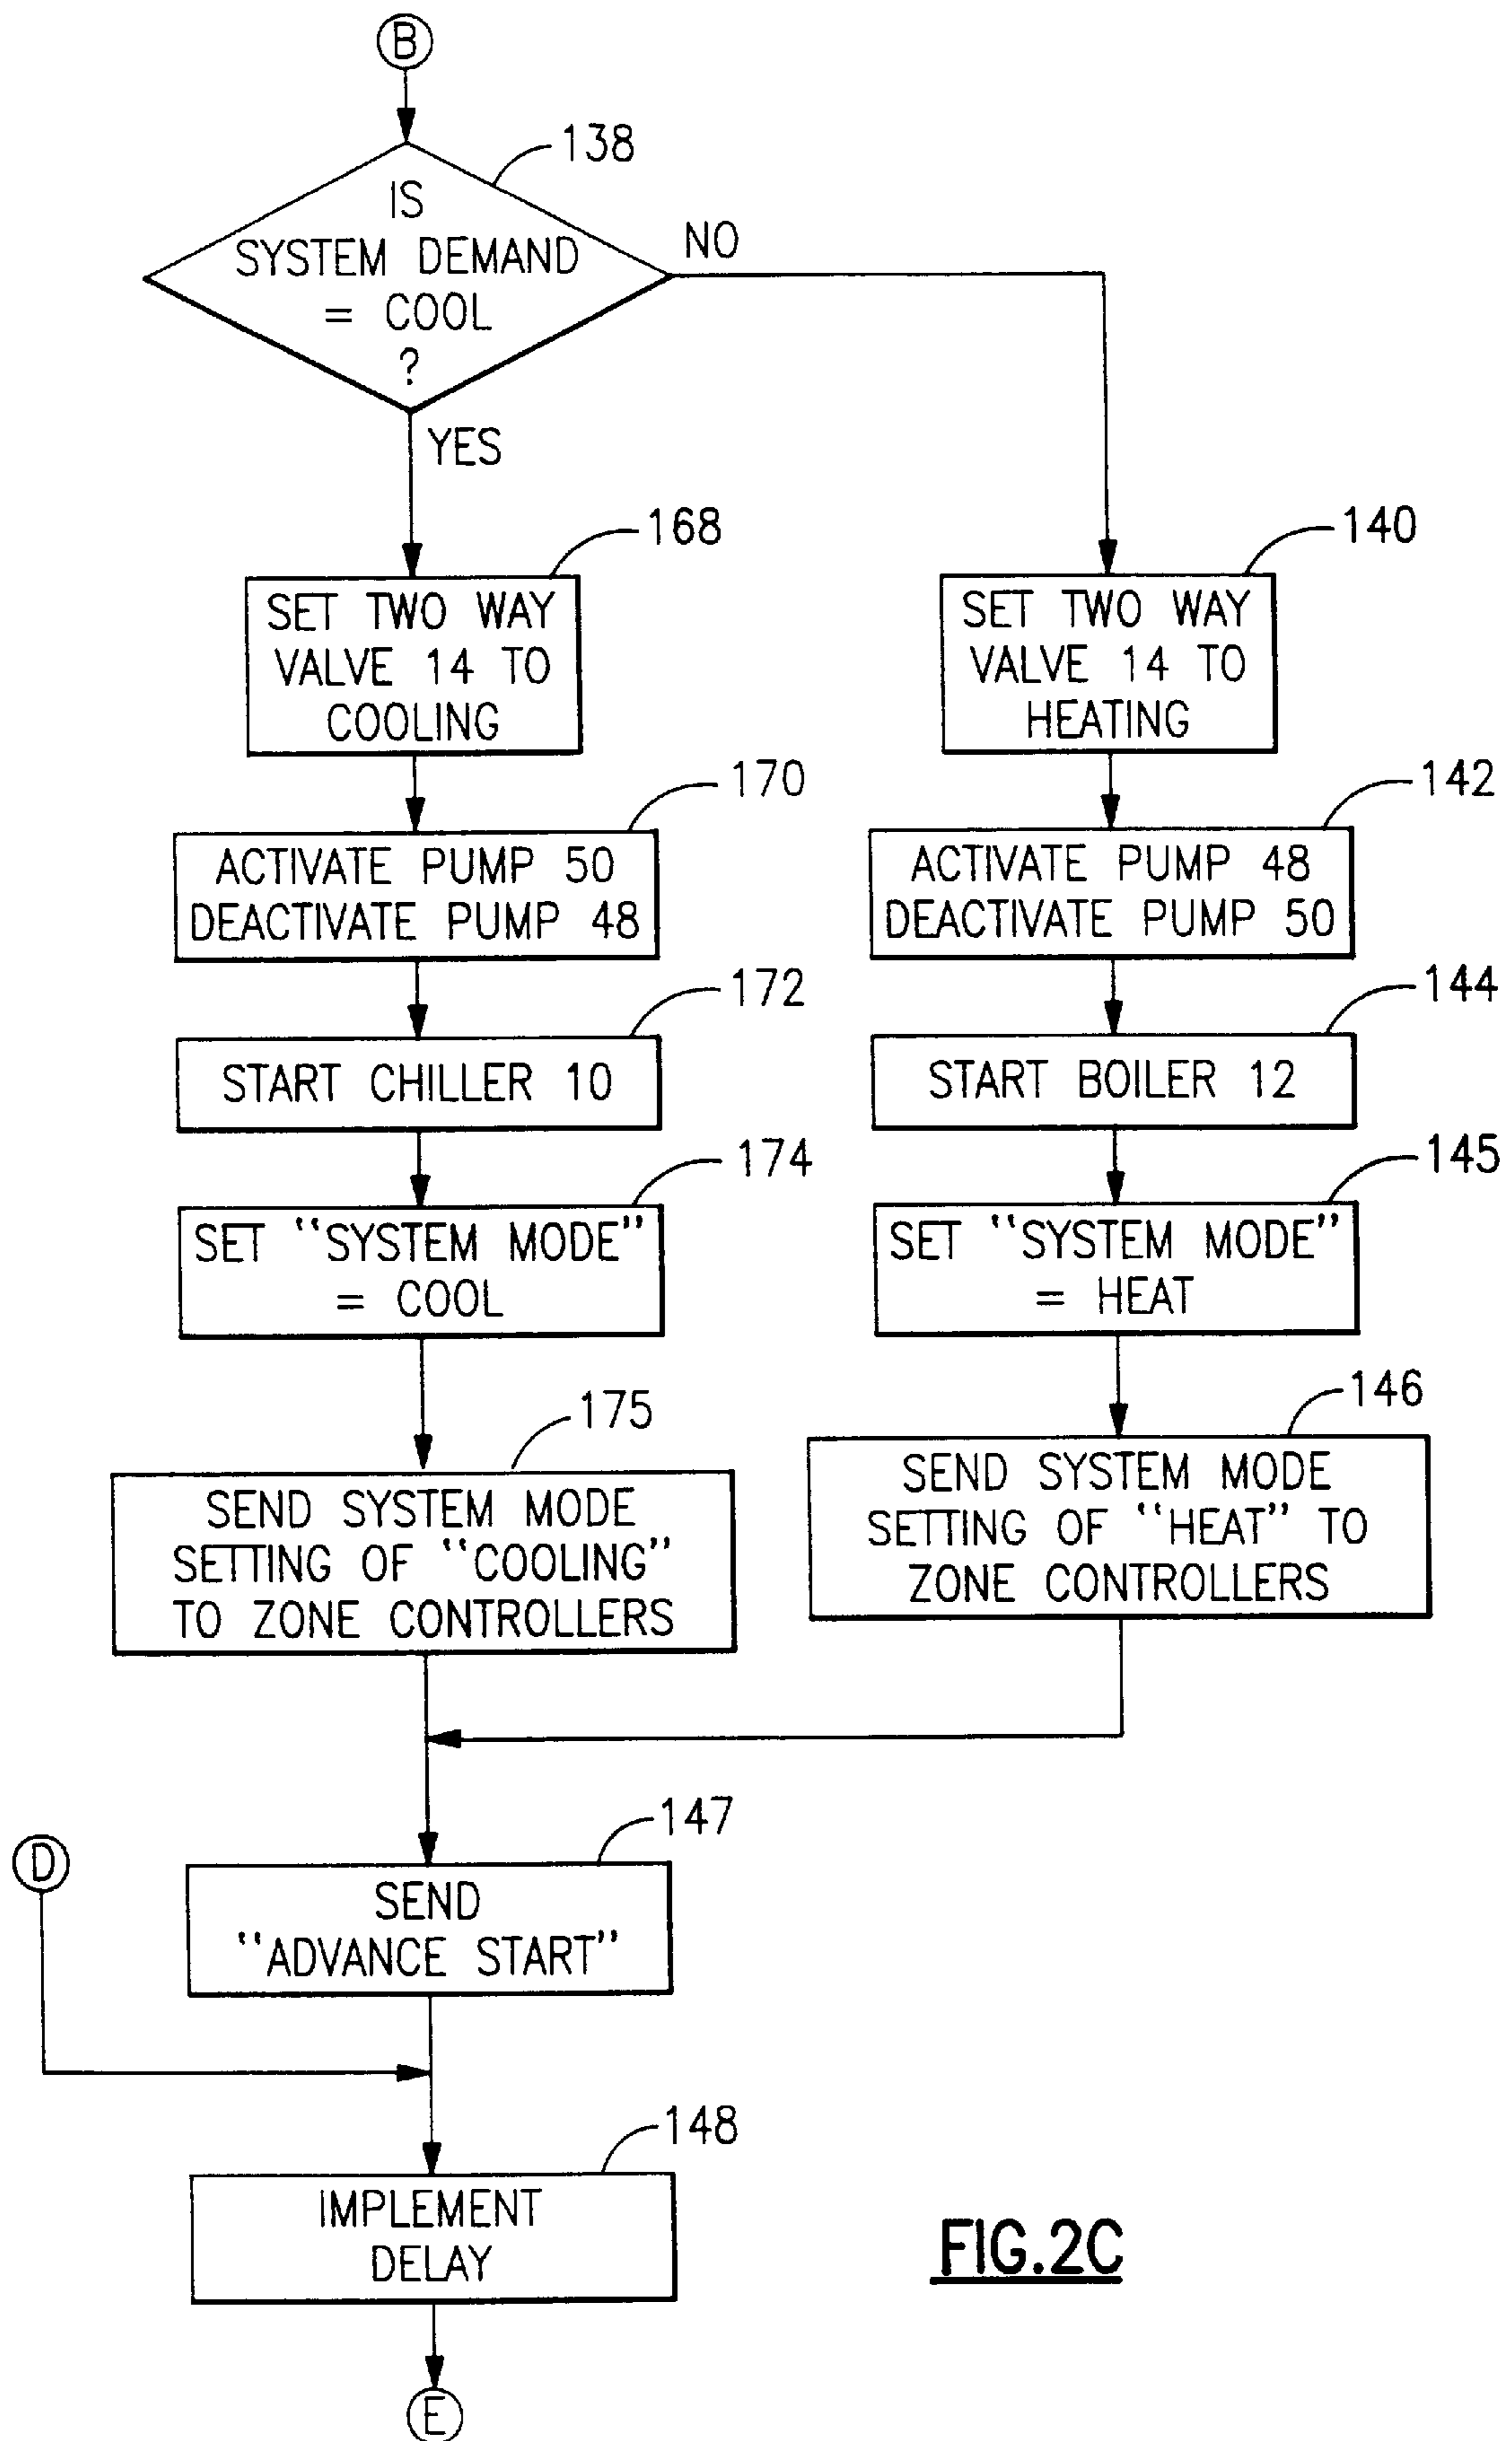 B
138
IS
SYSTEM DEMAND
= COOL
?
NO
YES
168
SET TWO WAY
VALVE 14 TO
COOLING
140
SET TWO WAY
VALVE 14 TO
HEATING
170
ACTIVATE PUMP 50
DEACTIVATE PUMP 48
142
ACTIVATE PUMP 48
DEACTIVATE PUMP 50
172
START CHILLER 10
144
START BOILER 12
174
SET "SYSTEM MODE"
= COOL
145
SET "SYSTEM MODE"
= HEAT
175
SEND SYSTEM MODE
SETTING OF "COOLING"
TO ZONE CONTROLLERS
146
SEND SYSTEM MODE
SETTING OF "HEAT" TO
ZONE CONTROLLERS
147
SEND
"ADVANCE START"
D
148
IMPLEMENT
DELAY
E
FIG.2C